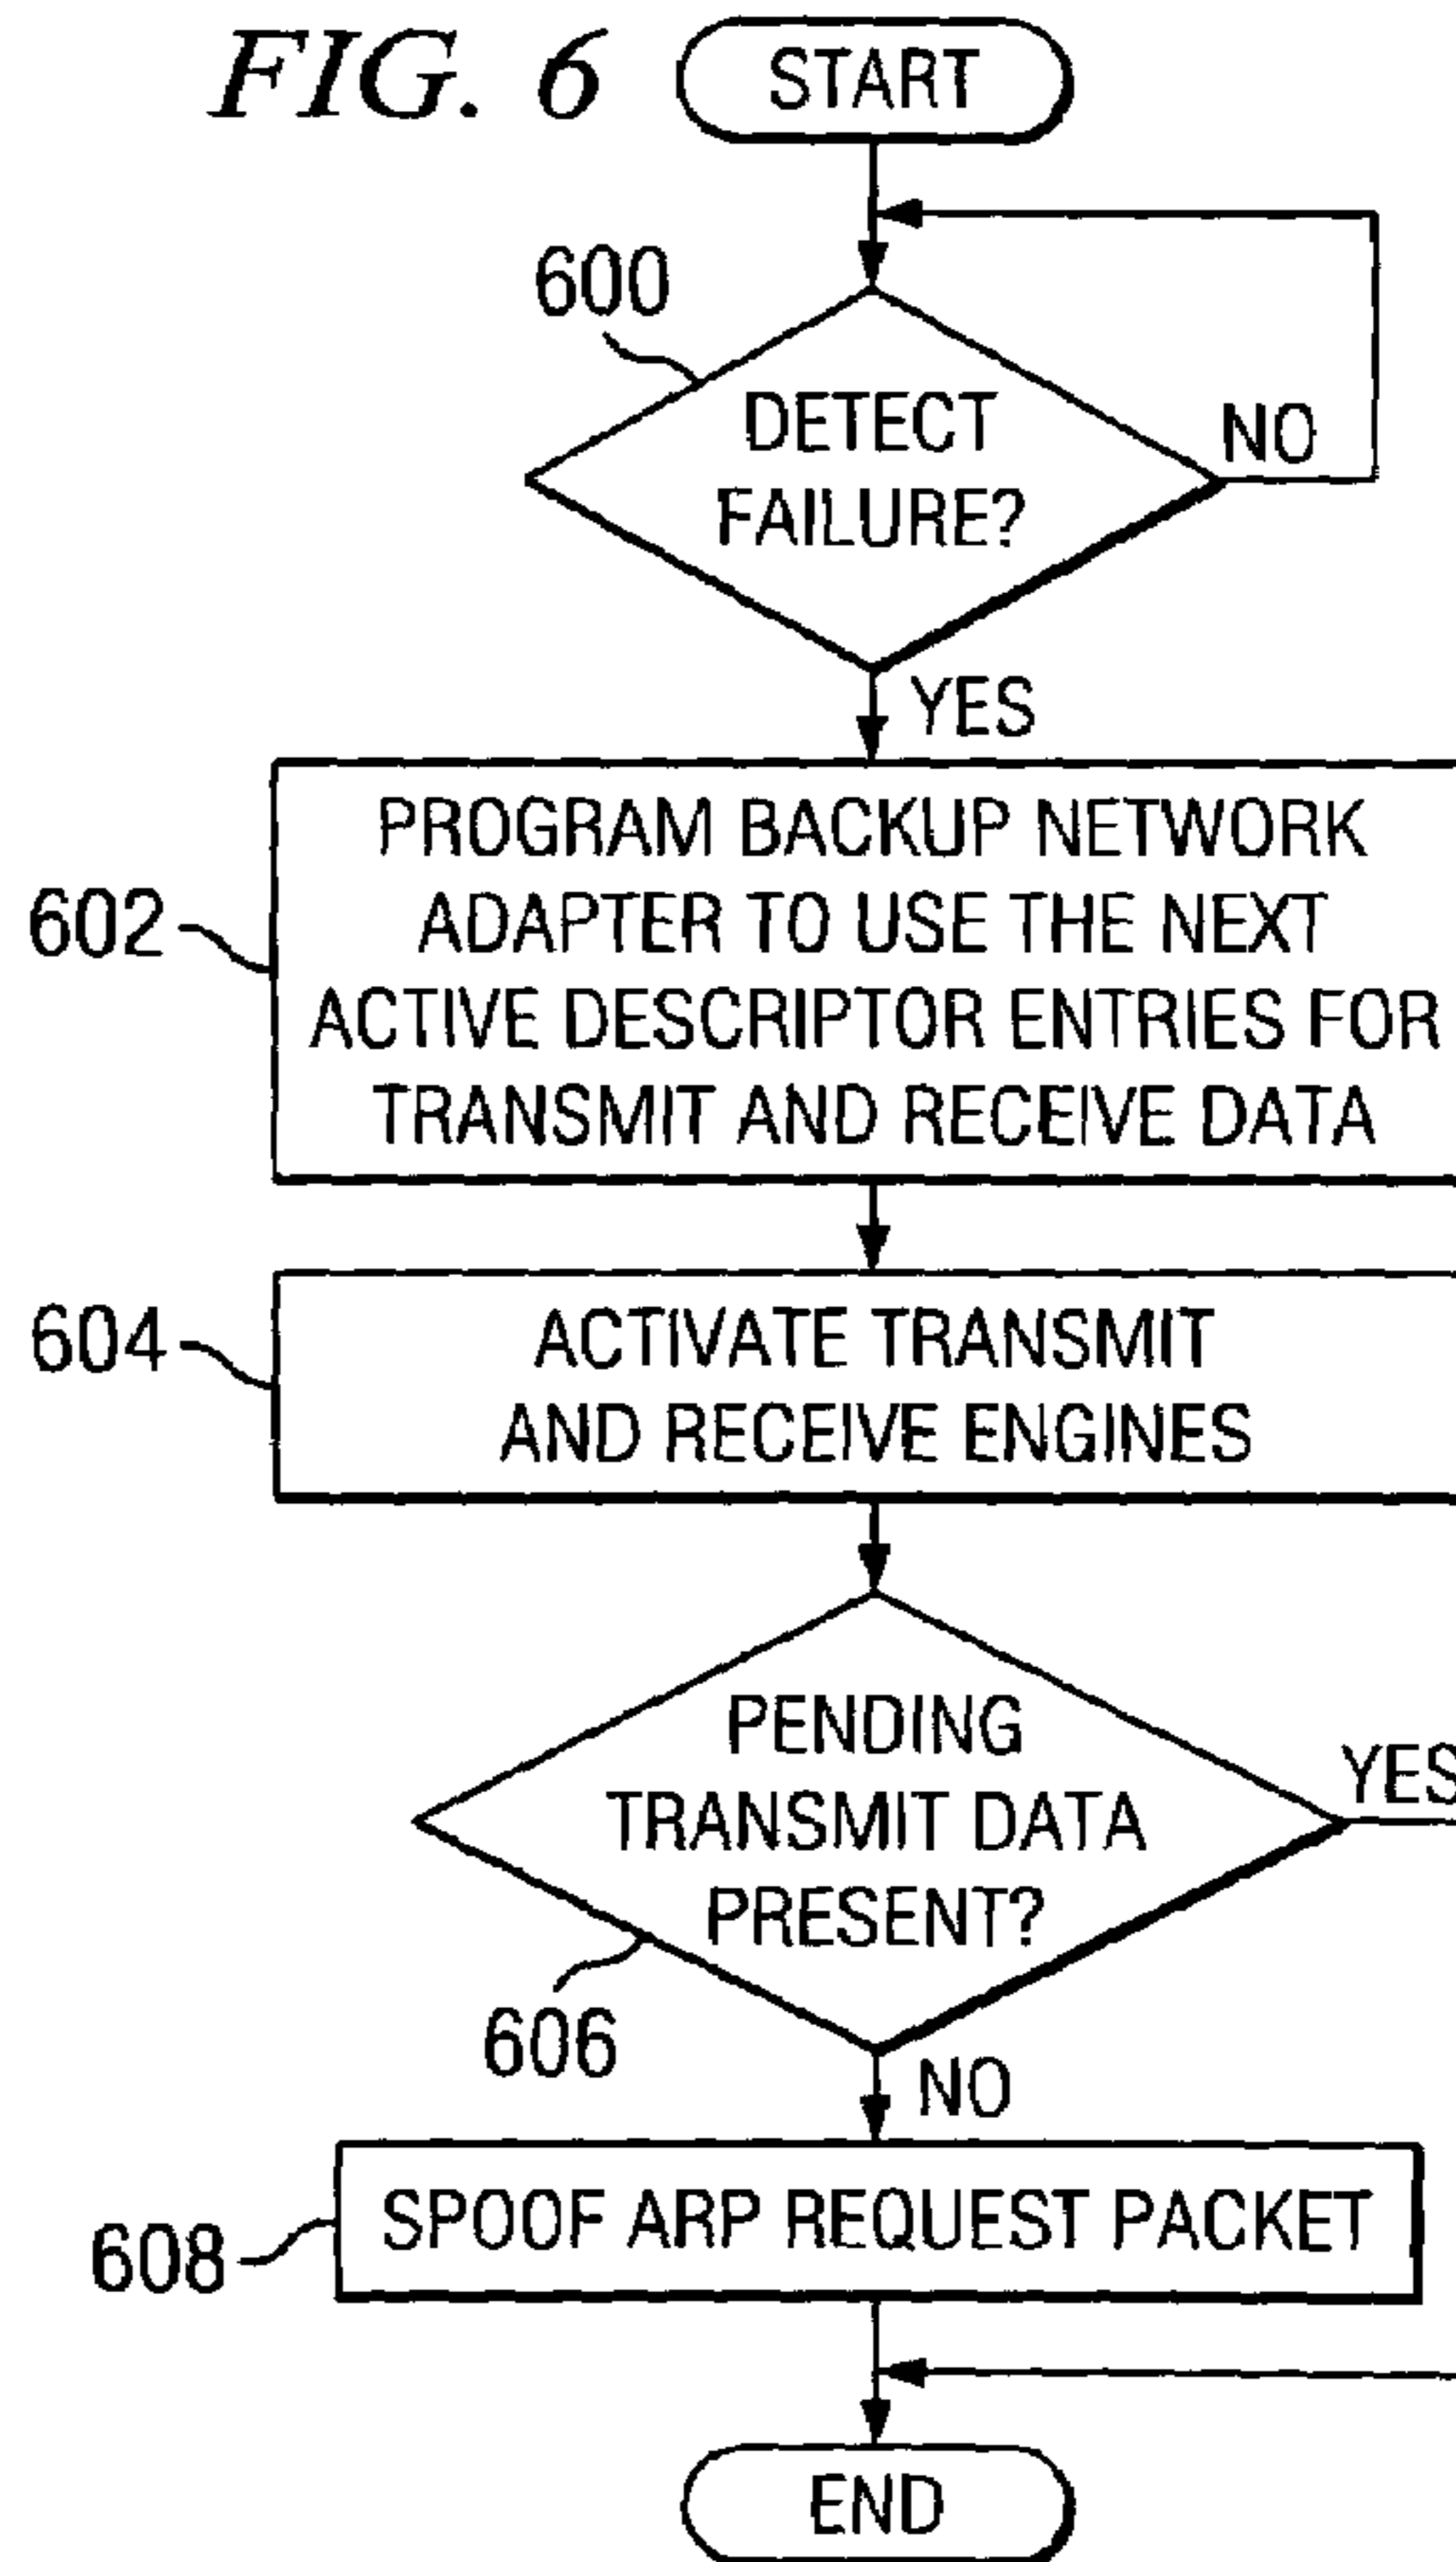 FIG. 6
START
600
DETECT
FAILURE?
NO
YES
602
PROGRAM BACKUP NETWORK
ADAPTER TO USE THE NEXT
ACTIVE DESCRIPTOR ENTRIES FOR
TRANSMIT AND RECEIVE DATA
604
ACTIVATE TRANSMIT
AND RECEIVE ENGINES
PENDING
TRANSMIT DATA
PRESENT?
YES
606
NO
608
SPOOF ARP REQUEST PACKET
END